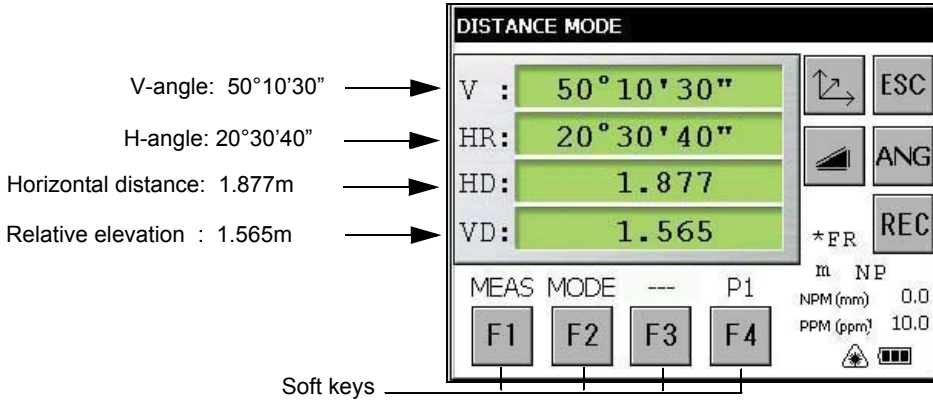 DISTANCE MODE
V-angle: 50°10'30” V : 50°10'30" ESC
H-angle: 20°30'40” HR: 20°30'40" ANG
Horizontal distance: 1.877m HD: 1.877
Relative elevation : 1.565m VD: 1.565 REC
*FR
m NP
MEAS MODE --- P1 NPM (mm) 0.0
F1 F2 F3 F4 PPM (ppm) 10.0
Soft keys